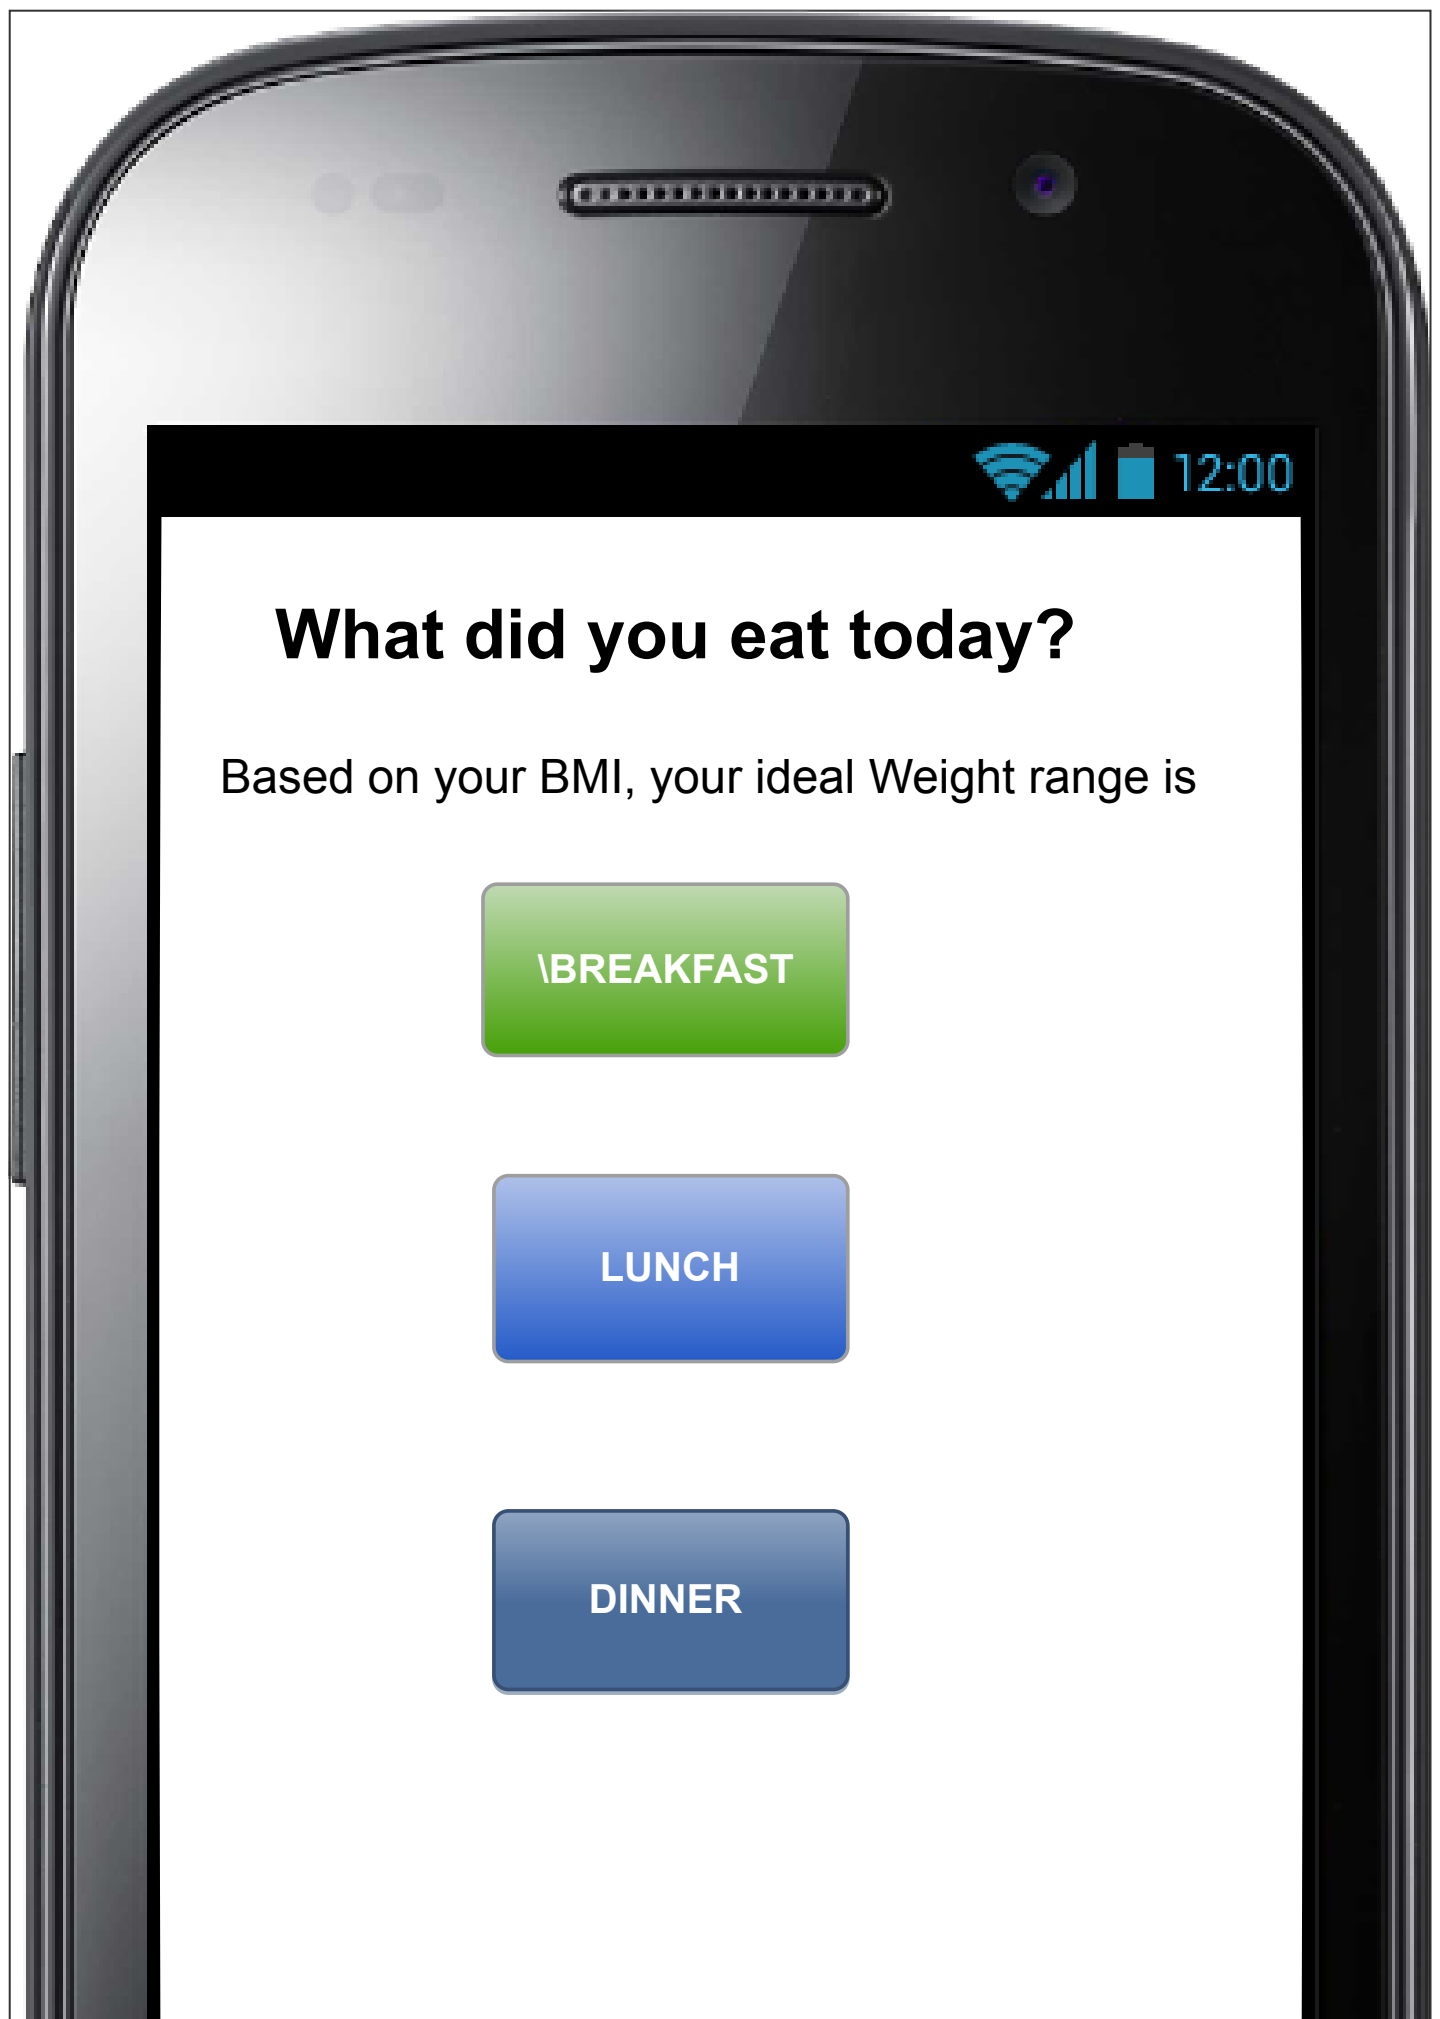 12:00
What did you eat today?
Based on your BMI, your ideal Weight range is
\BREAKFAST
LUNCH
DINNER